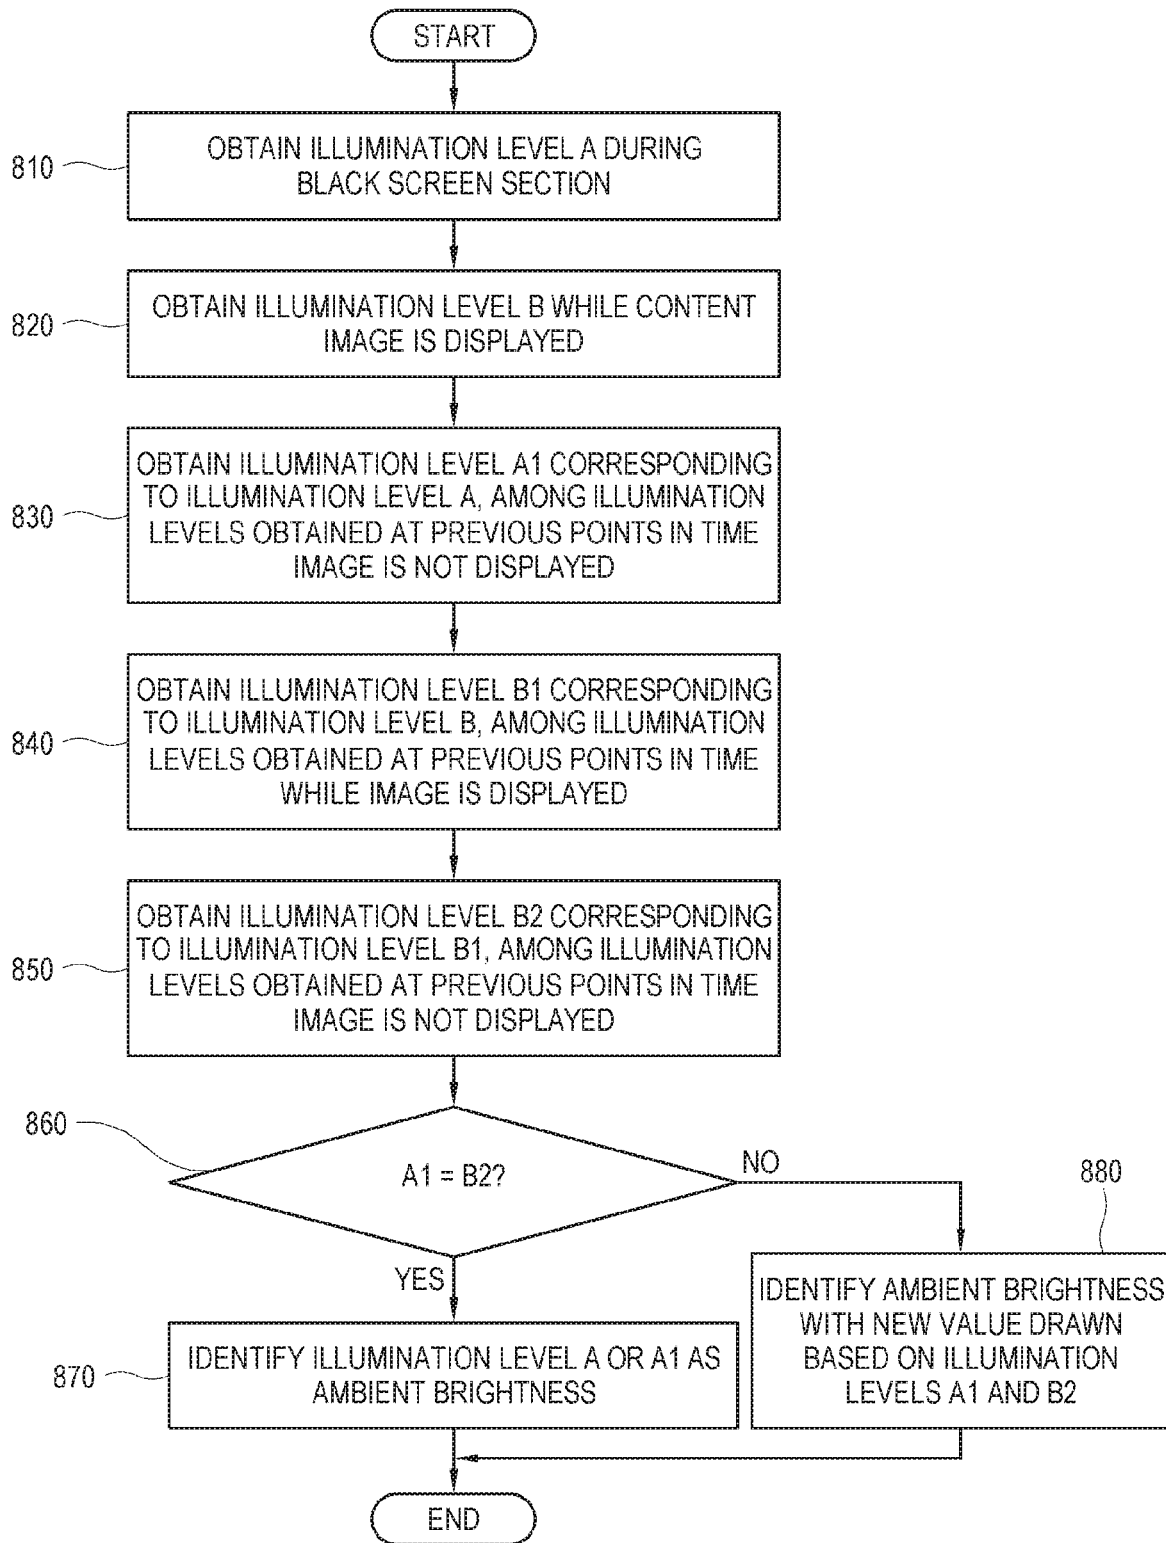 START
810
OBTAIN ILLUMINATION LEVEL A DURING
BLACK SCREEN SECTION
820
OBTAIN ILLUMINATION LEVEL B WHILE CONTENT
IMAGE IS DISPLAYED
830
OBTAIN ILLUMINATION LEVEL A1 CORRESPONDING
TO ILLUMINATION LEVEL A, AMONG ILLUMINATION
LEVELS OBTAINED AT PREVIOUS POINTS IN TIME
IMAGE IS NOT DISPLAYED
840
OBTAIN ILLUMINATION LEVEL B1 CORRESPONDING
TO ILLUMINATION LEVEL B, AMONG ILLUMINATION
LEVELS OBTAINED AT PREVIOUS POINTS IN TIME
WHILE IMAGE IS DISPLAYED
850
OBTAIN ILLUMINATION LEVEL B2 CORRESPONDING
TO ILLUMINATION LEVEL B1, AMONG ILLUMINATION
LEVELS OBTAINED AT PREVIOUS POINTS IN TIME
IMAGE IS NOT DISPLAYED
860
A1 = B2?
NO
YES
880
IDENTIFY AMBIENT BRIGHTNESS
WITH NEW VALUE DRAWN
BASED ON ILLUMINATION
LEVELS A1 AND B2
870
IDENTIFY ILLUMINATION LEVEL A OR A1 AS
AMBIENT BRIGHTNESS
END